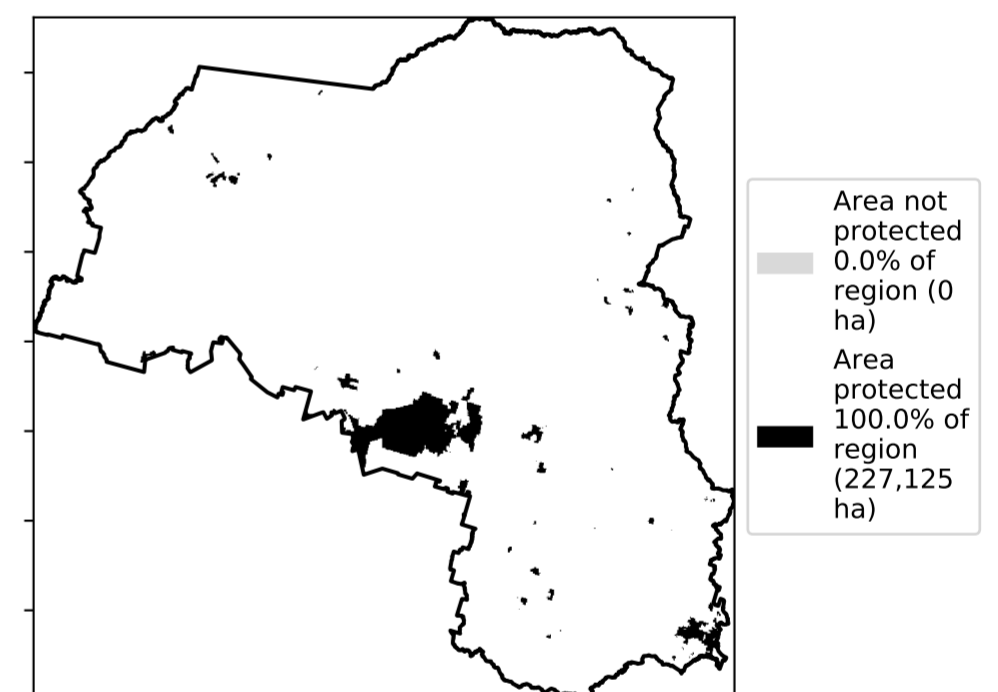 Area not
protected
0.0% of
region (0
ha)
Area
protected
100.0% of
region
(227,125
ha)